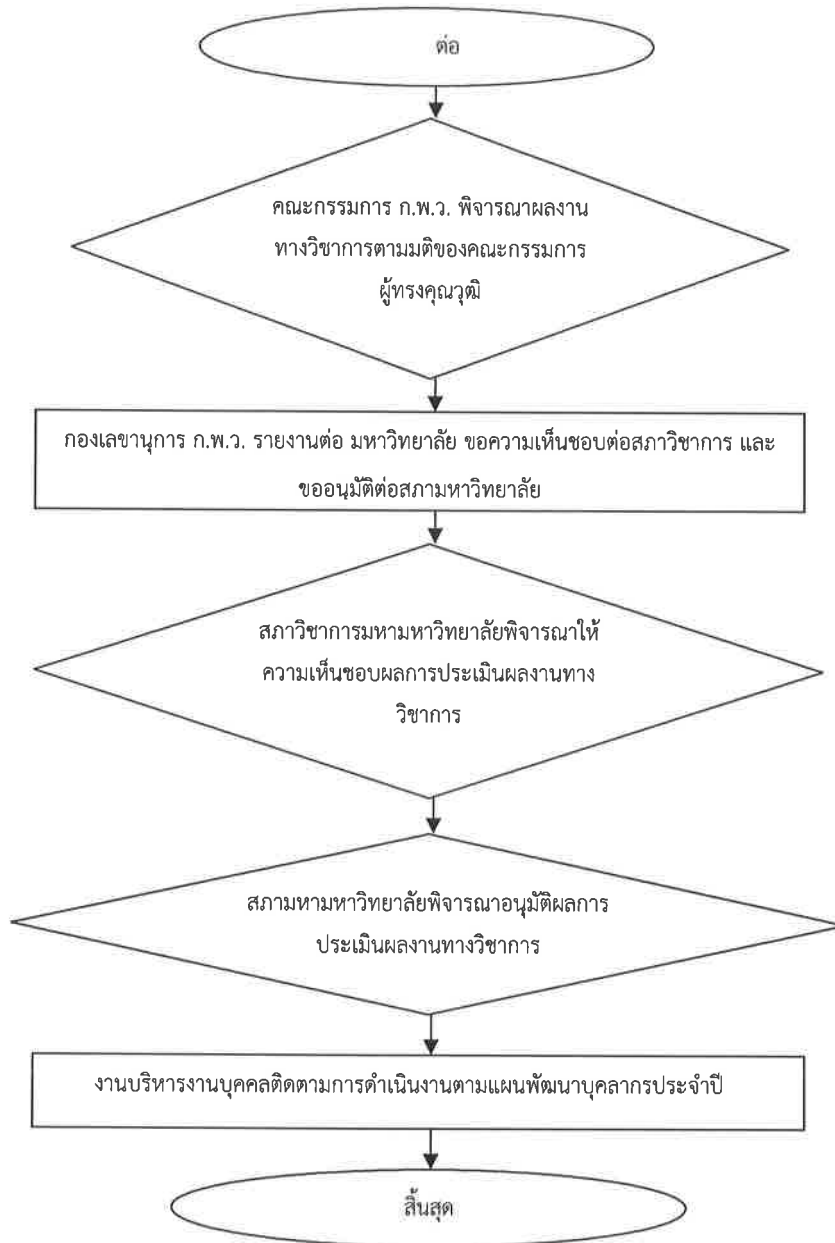 ต่อ
คณะกรรมการ ก.พ.ว. พิจารณาผลงาน
ทางวิชาการตามมติของคณะกรรมการ
ผู้ทรงคุณวุฒิ
กองเลขานุการ ก.พ.ว. รายงานต่อ มหาวิทยาลัย ขอความเห็นชอบต่อสภาวิชาการ และ
ขออนุมัติต่อสภามหาวิทยาลัย
สภาวิชาการมหามหาวิทยาลัยพิจารณาให้
ความเห็นชอบผลการประเมินผลงานทาง
วิชาการ
สภามหามหาวิทยาลัยพิจารณาอนุมัติผลการ
ประเมินผลงานทางวิชาการ
งานบริหารงานบุคคลติดตามการดำเนินงานตามแผนพัฒนาบุคลากรประจำปี
สิ้นสุด